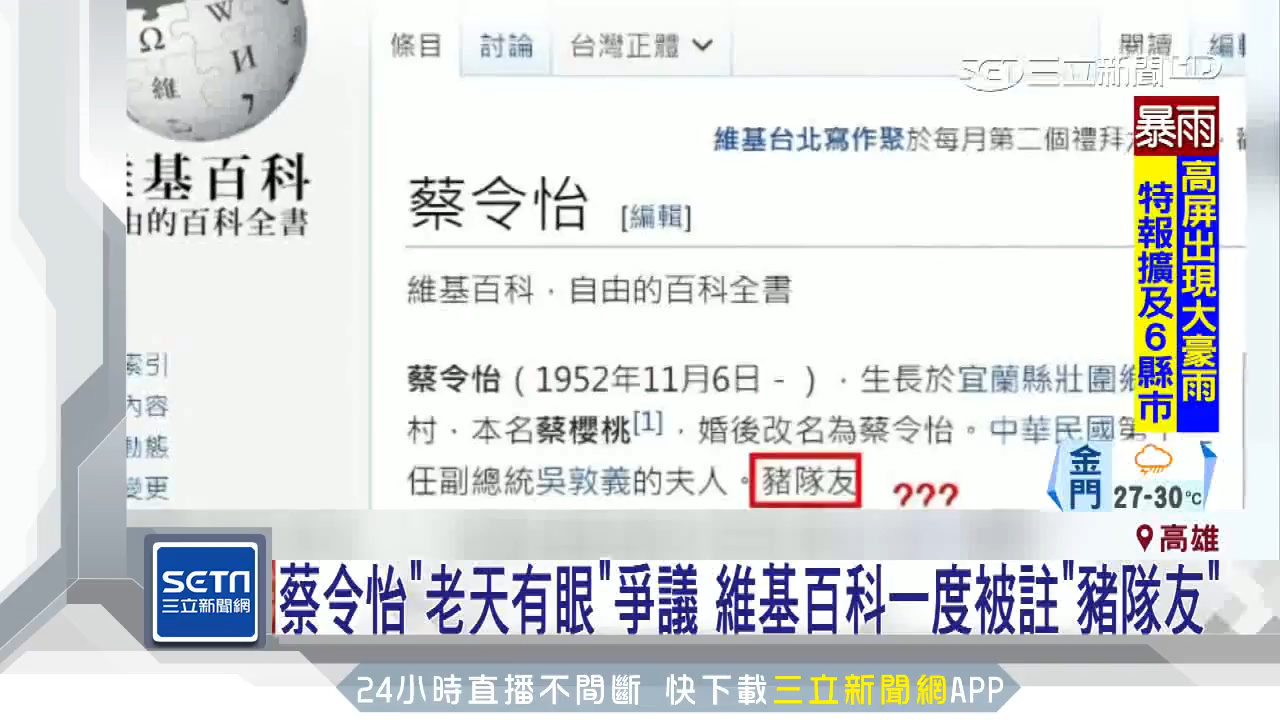 條目 討論 台灣正體 閱讀 編輯
SET 三立新聞 HD
維基台北寫作聚於每月第二個禮拜
維基百科
自由的百科全書
蔡令怡 [編輯]
維基百科，自由的百科全書
蔡令怡（1952年11月6日－），生長於宜蘭縣壯圍鄉
村，本名蔡櫻桃[1]，婚後改名為蔡令怡。中華民國第十
任副總統吳敦義的夫人。豬隊友 ???
索引
內容
動態
變更
暴雨
高屏出現大豪雨
特報擴及6縣市
金門 27-30℃
高雄
SETN
三立新聞網
蔡令怡"老天有眼"爭議 維基百科一度被註"豬隊友"
24小時直播不間斷 快下載三立新聞網APP